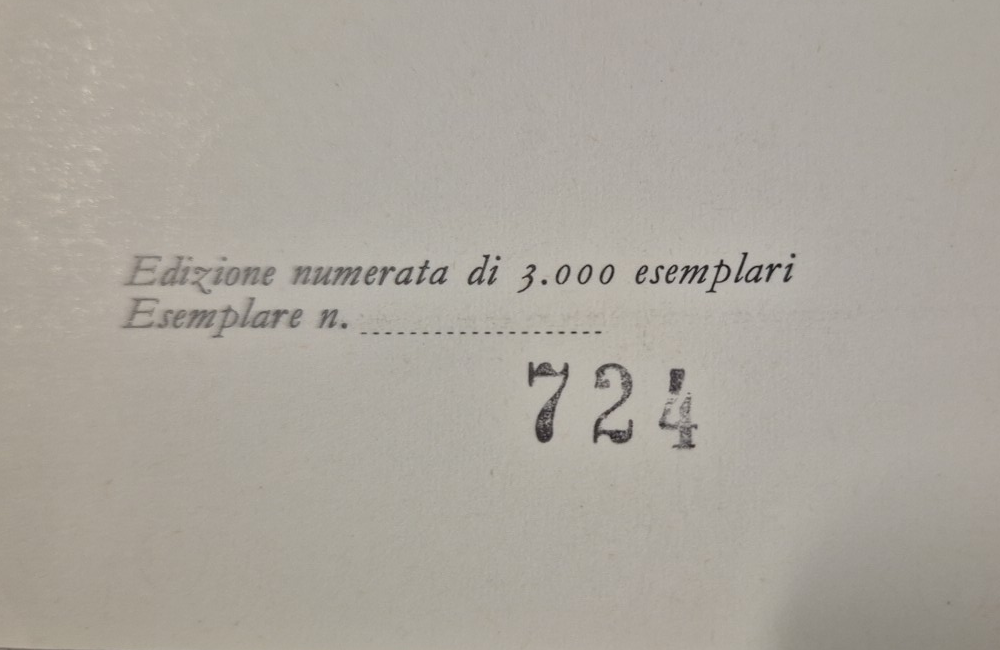 Edizione numerata di 3.000 esemplari
Esemplare n. ......................
724